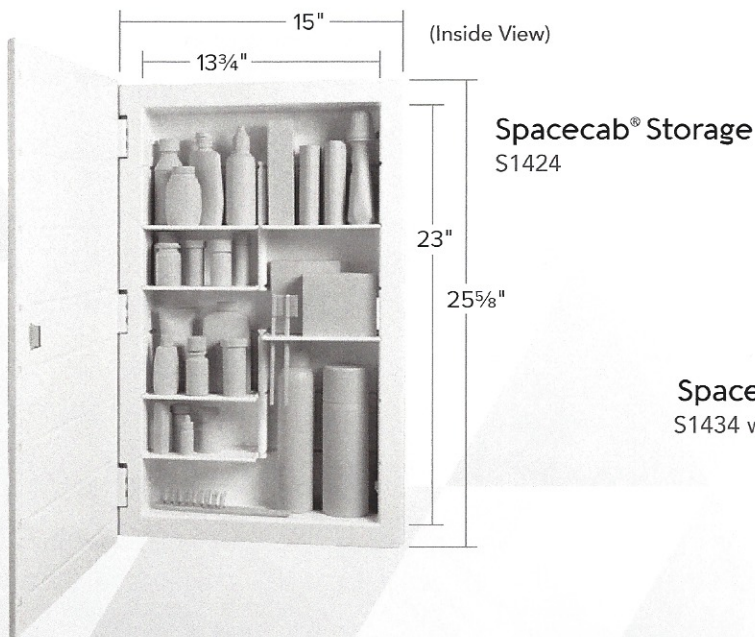 15"
(Inside View)
13¾"
Spacecab® Storage
S1424
23"
25⅝"
Space
S1434 w